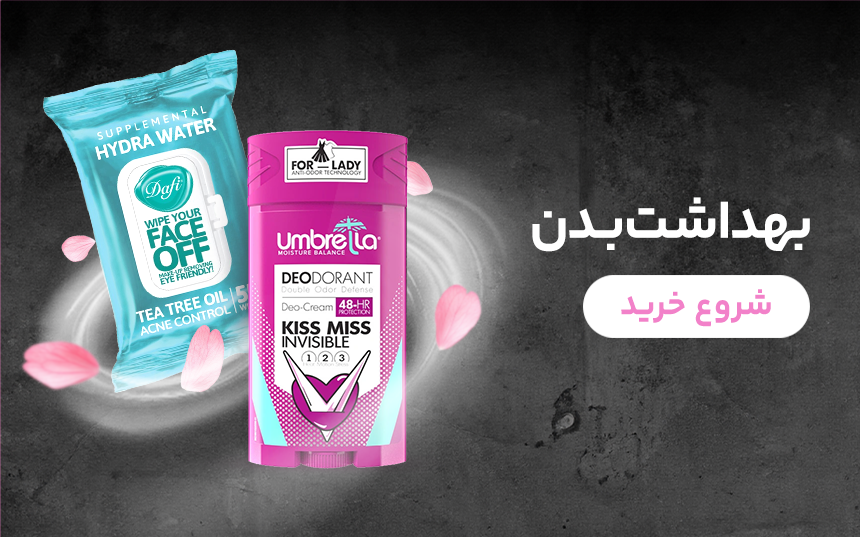 SUPPLEMENTAL
HYDRA WATER
Dafi
WIPE YOUR
FACE
OFF
MAKE-UP REMOVING
EYE FRIENDLY!
TEA TREE OIL
ACNE CONTROL
FOR LADY
ANTI-ODOR TECHNOLOGY
Umbrella
MOISTURE BALANCE
DEODORANT
Double Odor Defense
Deo-Cream 48-HR
PROTECTION
KISS MISS
INVISIBLE
1 2 3
بهداشت‌بدن
شروع خرید